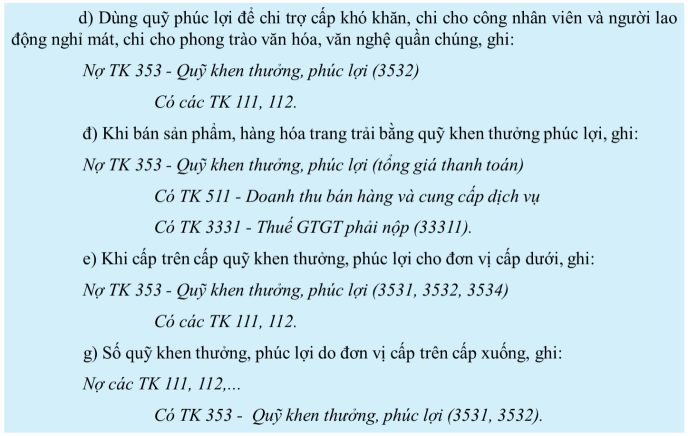 d) Dùng quỹ phúc lợi để chi trợ cấp khó khăn, chi cho công nhân viên và người lao
động nghỉ mát, chi cho phong trào văn hóa, văn nghệ quần chúng, ghi:
Nợ TK 353 - Quỹ khen thưởng, phúc lợi (3532)
Có các TK 111, 112.
đ) Khi bán sản phẩm, hàng hóa trang trải bằng quỹ khen thưởng phúc lợi, ghi:
Nợ TK 353 - Quỹ khen thưởng, phúc lợi (tổng giá thanh toán)
Có TK 511 - Doanh thu bán hàng và cung cấp dịch vụ
Có TK 3331 - Thuế GTGT phải nộp (33311).
e) Khi cấp trên cấp quỹ khen thưởng, phúc lợi cho đơn vị cấp dưới, ghi:
Nợ TK 353 - Quỹ khen thưởng, phúc lợi (3531, 3532, 3534)
Có các TK 111, 112.
g) Số quỹ khen thưởng, phúc lợi do đơn vị cấp trên cấp xuống, ghi:
Nợ các TK 111, 112,...
Có TK 353 - Quỹ khen thưởng, phúc lợi (3531, 3532).